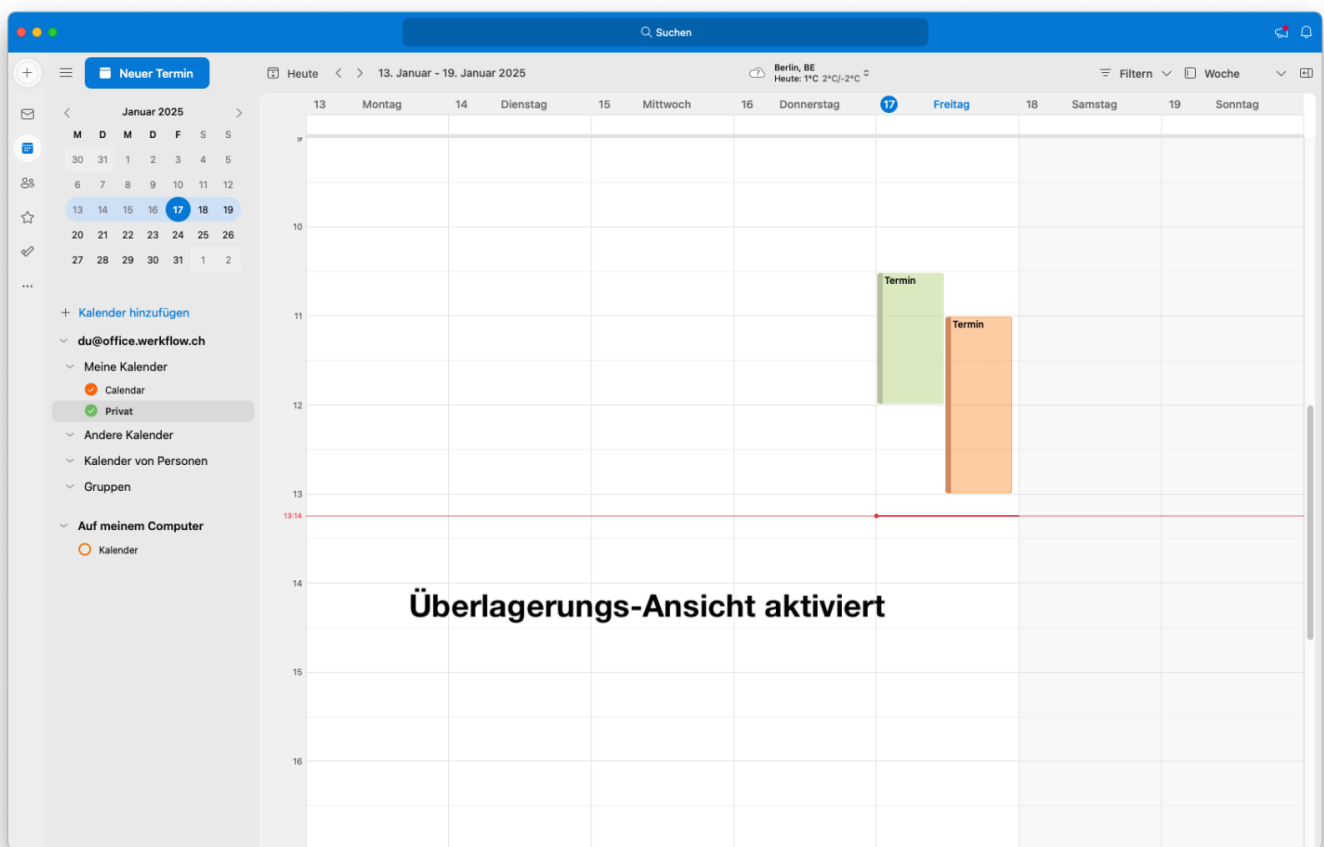 Suchen
Neuer Termin
Heute
13. Januar - 19. Januar 2025
Berlin, BE
Heute: 1°C 2°C/-2°C
Filtern
Woche
Januar 2025
M D M D F S S
30 31 1 2 3 4 5
6 7 8 9 10 11 12
13 14 15 16 17 18 19
20 21 22 23 24 25 26
27 28 29 30 31 1 2
Kalender hinzufügen
du@office.werkflow.ch
Meine Kalender
Calendar
Privat
Andere Kalender
Kalender von Personen
Gruppen
Auf meinem Computer
Kalender
13 Montag 14 Dienstag 15 Mittwoch 16 Donnerstag 17 Freitag 18 Samstag 19 Sonntag
10
Termin
11
Termin
12
13
13:14
14
Überlagerungs-Ansicht aktiviert
15
16